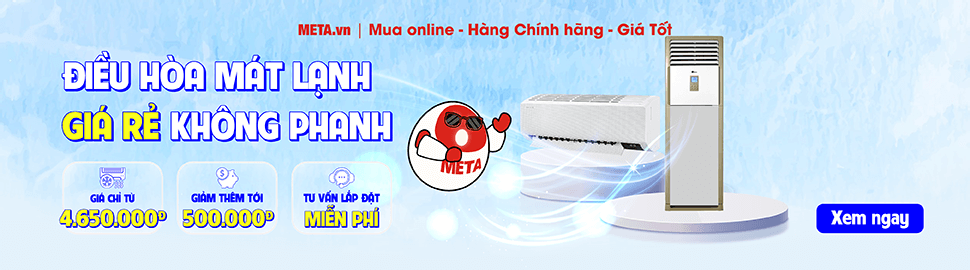 META.vn | Mua online - Hàng Chính hãng - Giá Tốt
ĐIỀU HÒA MÁT LẠNH
GIÁ RẺ KHÔNG PHANH
META
GIÁ CHỈ TỪ
4.650.000Đ
GIẢM THÊM TỚI
500.000Đ
TƯ VẤN LẮP ĐẶT
MIỄN PHÍ
Xem ngay